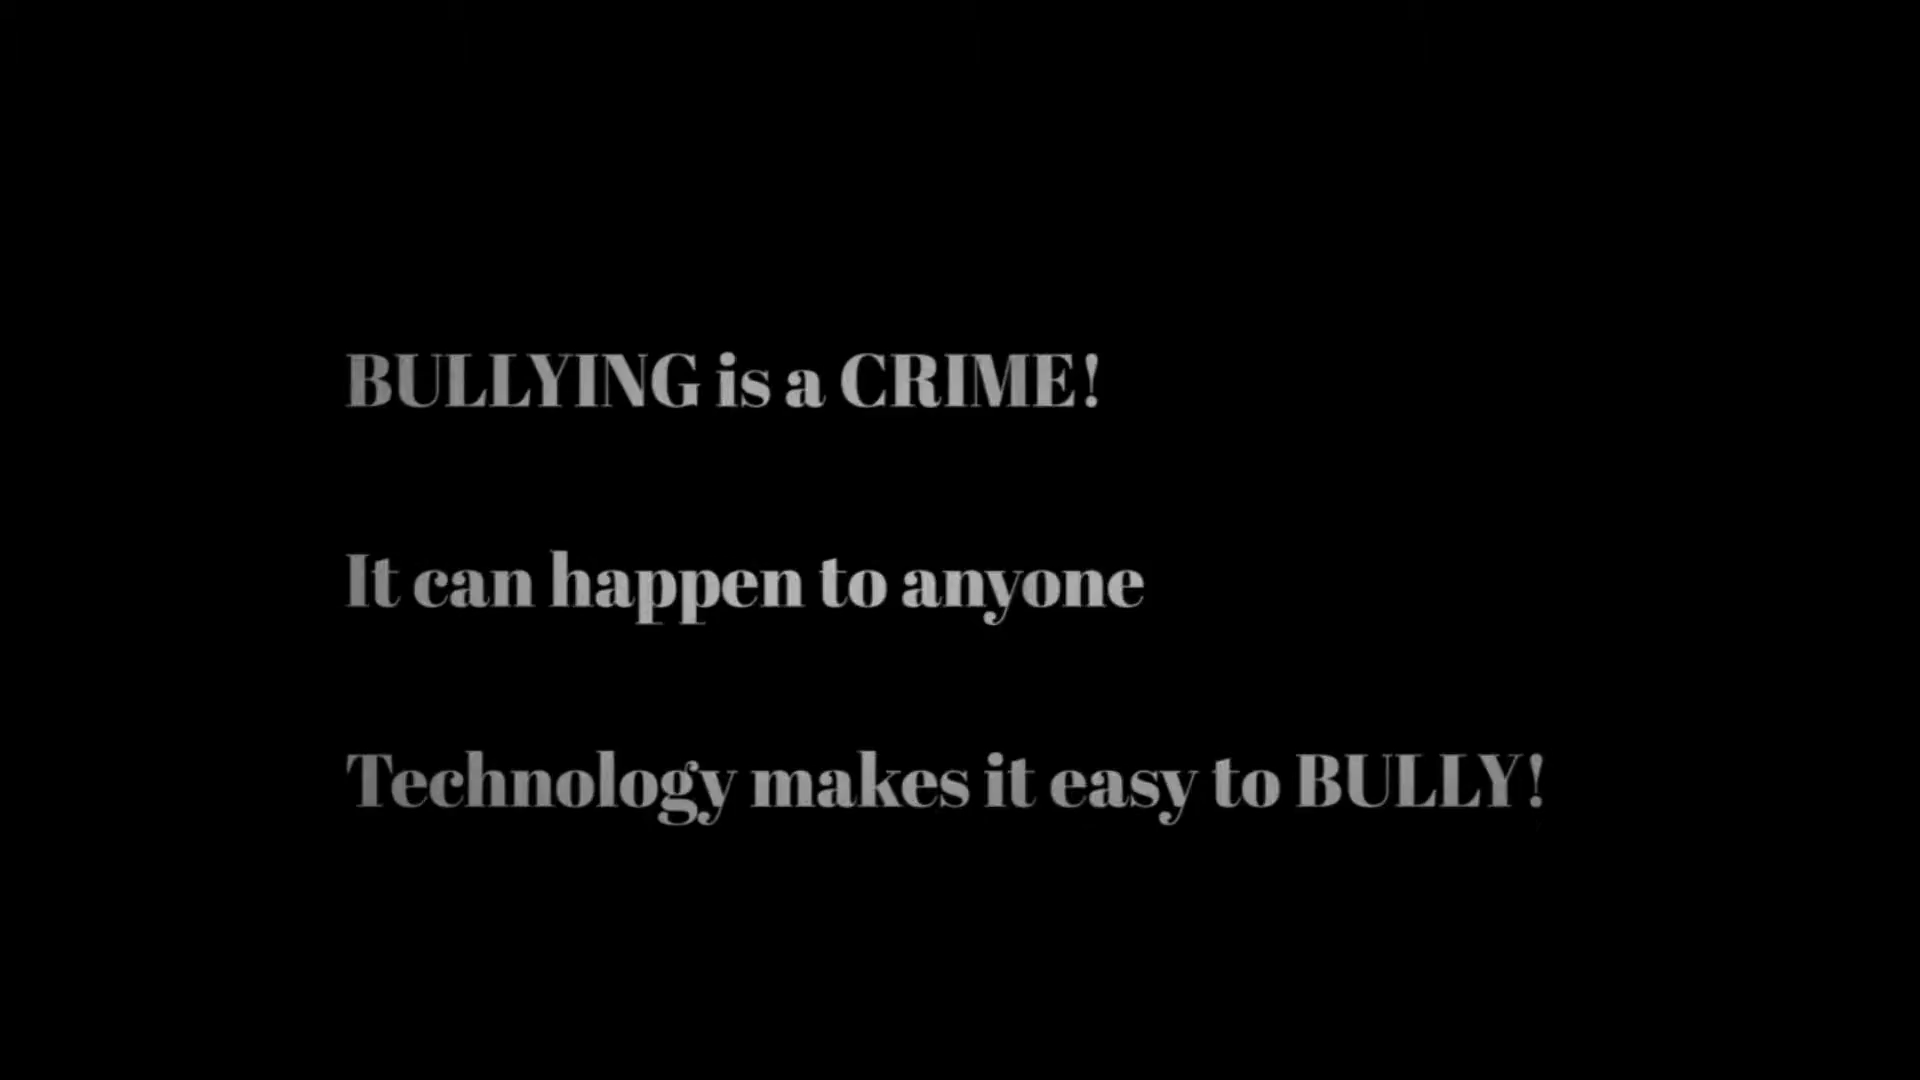 BULLYING is a CRIME!
It can happen to anyone
Technology makes it easy to BULLY!